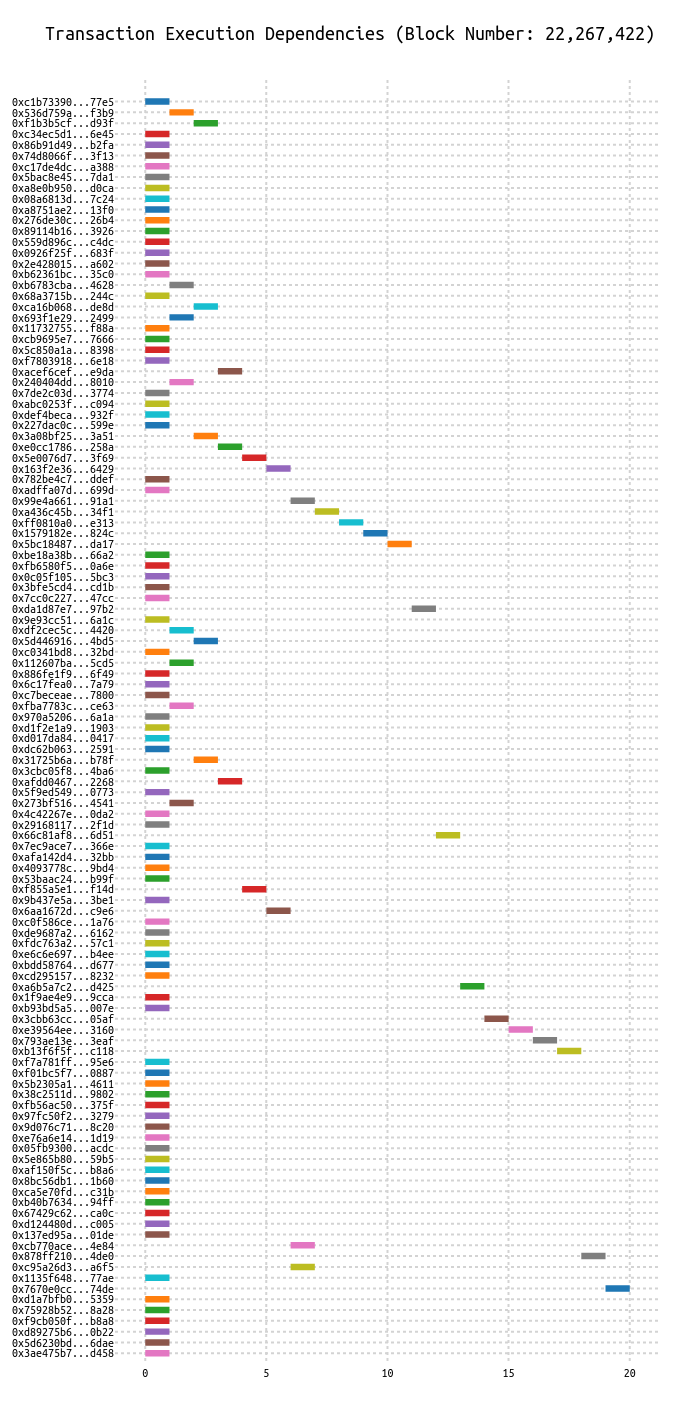 Transaction Execution Dependencies (Block Number: 22,267,422)
0xc1b73390...77e5
0x536d759a...f3b9
0xf1b3b5cf...d93f
0xc34ec5d1...6e45
0x86b91d49...b2fa
0x74d8066f...3f13
0xc17de4dc...a388
0x5bac8e45...7da1
0xa8e0b950...d0ca
0x08a6813d...7c24
0xa8751ae2...13f0
0x276de30c...26b4
0x89114b16...3926
0x559d896c...c4dc
0x0926f25f...683f
0x2e428015...a602
0xb62361bc...35c0
0xb6783cba...4628
0x68a3715b...244c
0xca16b068...de8d
0x693f1e29...2499
0x11732755...f88a
0xcb9695e7...7666
0x5c850a1a...8398
0xf7803918...6e18
0xacef6cef...e9da
0x240404dd...8010
0x7de2c03d...3774
0xabc0253f...c094
0xdef4beca...932f
0x227dac0c...599e
0x3a08bf25...3a51
0xe0cc1786...258a
0x5e0076d7...3f69
0x163f2e36...6429
0x782be4c7...ddef
0xadffa07d...699d
0x99e4a661...91a1
0xa436c45b...34f1
0xff0810a0...e313
0x1579182e...824c
0x5bc18487...da17
0xbe18a38b...66a2
0xfb6580f5...0a6e
0x0c05f105...5bc3
0x3bfe5cd4...cd1b
0x7cc0c227...47cc
0xda1d87e7...97b2
0x9e93cc51...6a1c
0xdf2cec5c...4420
0x5d446916...4bd5
0xc0341bd8...32bd
0x112607ba...5cd5
0x886fe1f9...6f49
0x6c17fea0...7a79
0xc7beceae...7800
0xfba7783c...ce63
0x970a5206...6a1a
0xd1f2e1a9...1903
0xd017da84...0417
0xdc62b063...2591
0x31725b6a...b78f
0x3cbc05f8...4ba6
0xafdd0467...2268
0x5f9ed549...0773
0x273bf516...4541
0x4c42267e...0da2
0x29168117...2f1d
0x66c81af8...6d51
0x7ec9ace7...366e
0xafa142d4...32bb
0x4093778c...9bd4
0x53baac24...b99f
0xf855a5e1...f14d
0x9b437e5a...3be1
0x6aa1672d...c9e6
0xc0f586ce...1a76
0xde9687a2...6162
0xfdc763a2...57c1
0xe6c6e697...b4ee
0xbdd58764...d677
0xcd295157...8232
0xa6b5a7c2...d425
0x1f9ae4e9...9cca
0xb93bd5a5...007e
0x3cbb63cc...05af
0xe39564ee...3160
0x793ae13e...3eaf
0xb13f6f5f...c118
0xf7a781ff...95e6
0xf01bc5f7...0887
0x5b2305a1...4611
0x38c2511d...9802
0xfb56ac50...375f
0x97fc50f2...3279
0x9d076c71...8c20
0xe76a6e14...1d19
0x05fb9300...acdc
0x5e865b80...59b5
0xaf150f5c...b8a6
0x8bc56db1...1b60
0xca5e70fd...c31b
0xb40b7634...94ff
0x67429c62...ca0c
0xd124480d...c005
0x137ed95a...01de
0xcb770ace...4e84
0x878ff210...4de0
0xc95a26d3...a6f5
0x1135f648...77ae
0x7670e0cc...74de
0xd1a7bfb0...5359
0x75928b52...8a28
0xf9cb050f...b8a8
0xd89275b6...0b22
0x5d6230bd...6dae
0x3ae475b7...d458
0 5 10 15 20